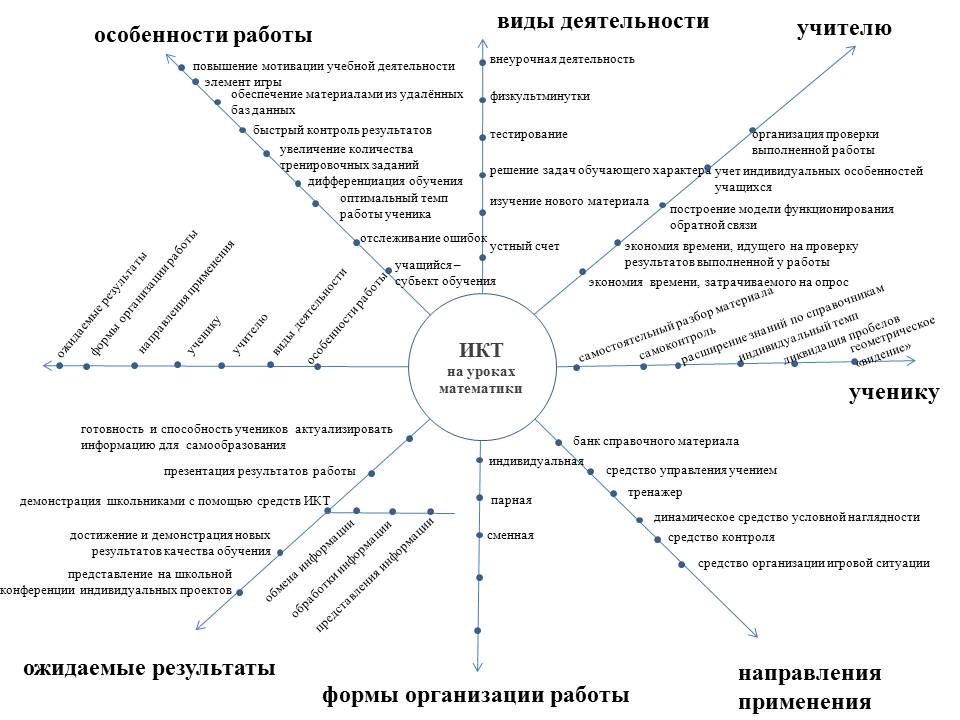 особенности работы
повышение мотивации учебной деятельности
элемент игры
обеспечение материалами из удалённых
баз данных
быстрый контроль результатов
увеличение количества
тренировочных заданий
дифференциация обучения
оптимальный темп
работы ученика
отслеживание ошибок
учащийся –
субъект обучения
виды деятельности
внеурочная деятельность
физкультминутки
тестирование
решение задач обучающего характера
изучение нового материала
устный счет
учителю
организация проверки
выполненной работы
учет индивидуальных особенностей
учащихся
построение модели функционирования
обратной связи
экономия времени, идущего на проверку
результатов выполненной у работы
экономия времени, затрачиваемого на опрос
ожидаемые результаты
формы организации работы
направления применения
ученику
учителю
виды деятельности
особенности работы
ИКТ
на уроках
математики
самостоятельный разбор материала
самоконтроль
расширение знаний по справочникам
индивидуальный темп
ликвидация пробелов
геометрическое
«видение»
ученику
готовность и способность учеников актуализировать
информацию для самообразования
презентация результатов работы
демонстрация школьниками с помощью средств ИКТ
обмена информации
обработки информации
представления информации
достижение и демонстрация новых
результатов качества обучения
представление на школьной
конференции индивидуальных проектов
ожидаемые результаты
индивидуальная
парная
сменная
формы организации работы
банк справочного материала
средство управления учением
тренажер
динамическое средство условной наглядности
средство контроля
средство организации игровой ситуации
направления
применения